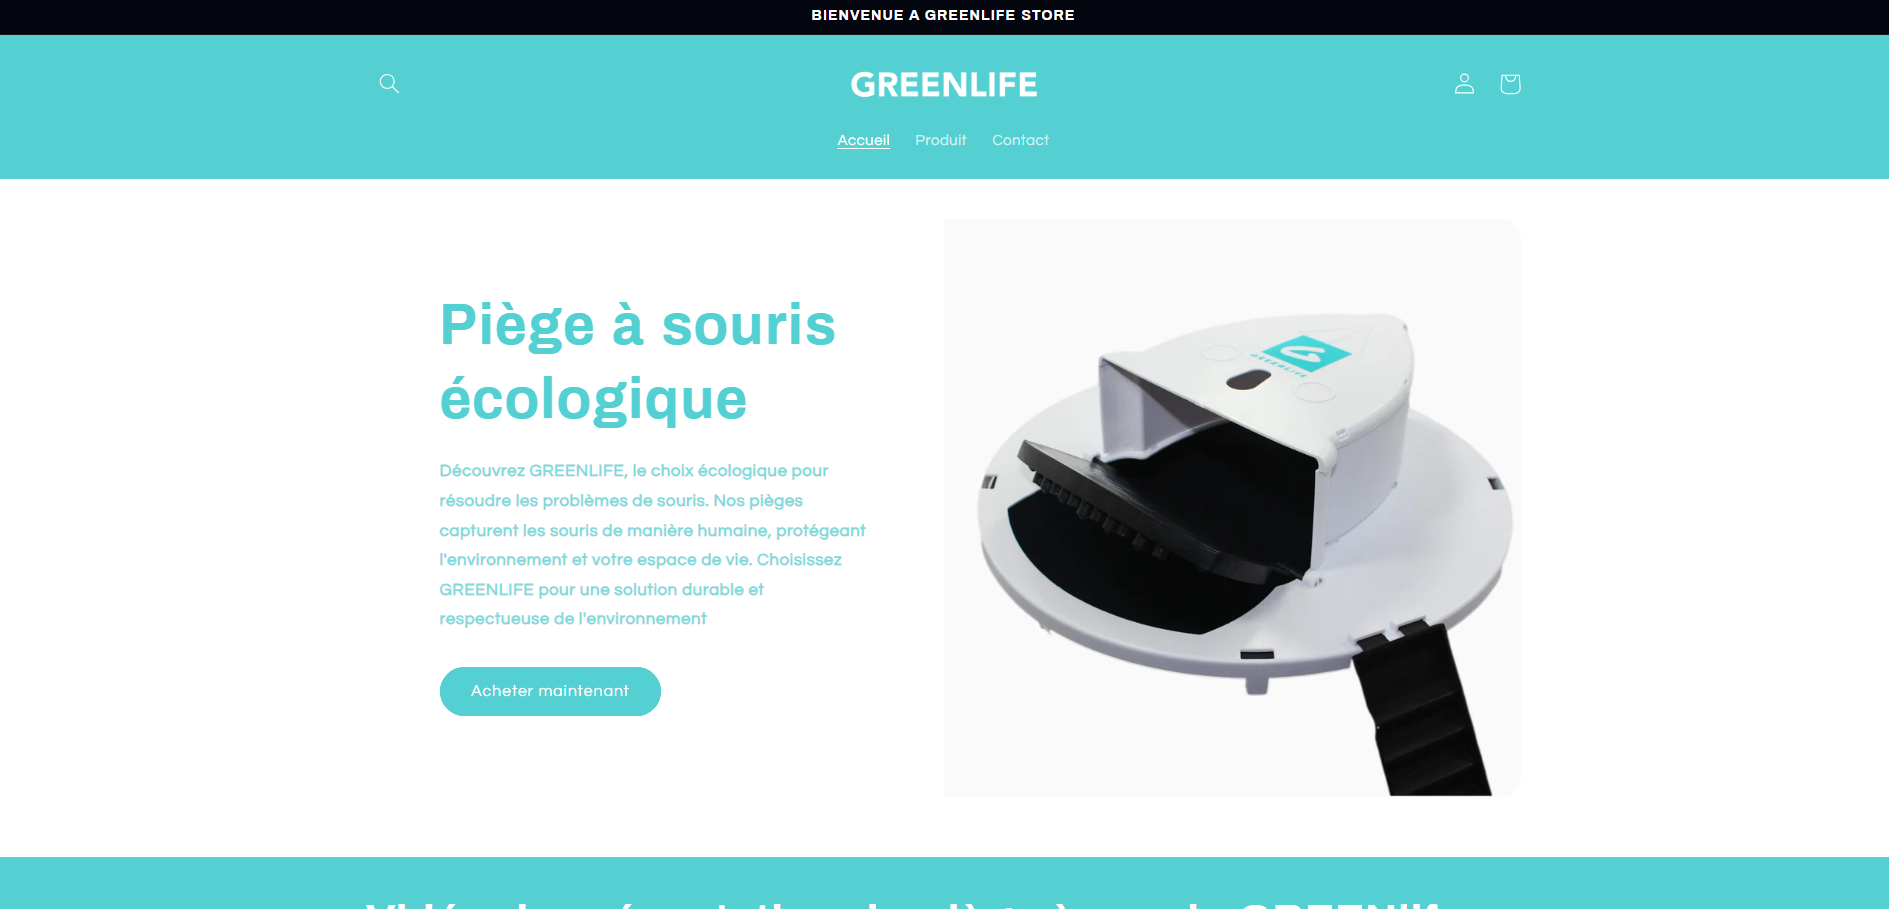 BIENVENUE A GREENLIFE STORE
GREENLIFE
Accueil Produit Contact
Piège à souris
écologique
Découvrez GREENLIFE, le choix écologique pour
résoudre les problèmes de souris. Nos pièges
capturent les souris de manière humaine, protégeant
l'environnement et votre espace de vie. Choisissez
GREENLIFE pour une solution durable et
respectueuse de l'environnement
Acheter maintenant
GREENLIFE